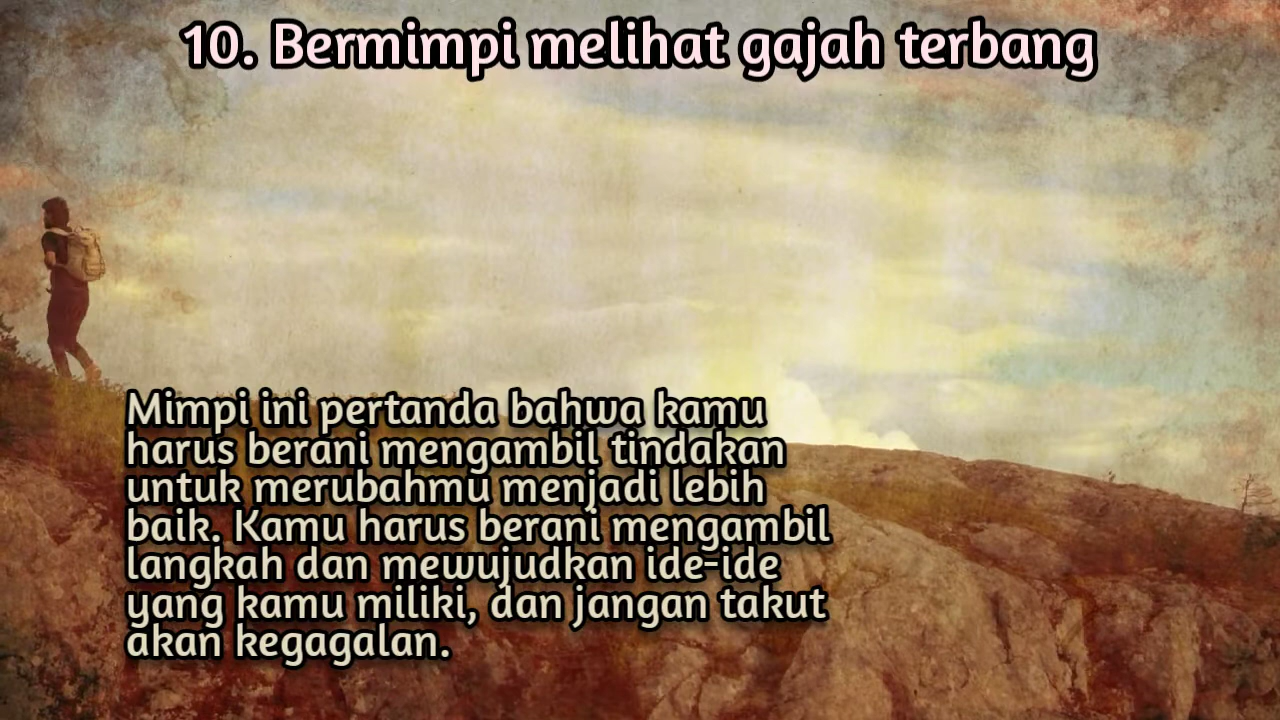 10. Bermimpi melihat gajah terbang
Mimpi ini pertanda bahwa kamu
harus berani mengambil tindakan
untuk merubahmu menjadi lebih
baik. Kamu harus berani mengambil
langkah dan mewujudkan ide-ide
yang kamu miliki, dan jangan takut
akan kegagalan.